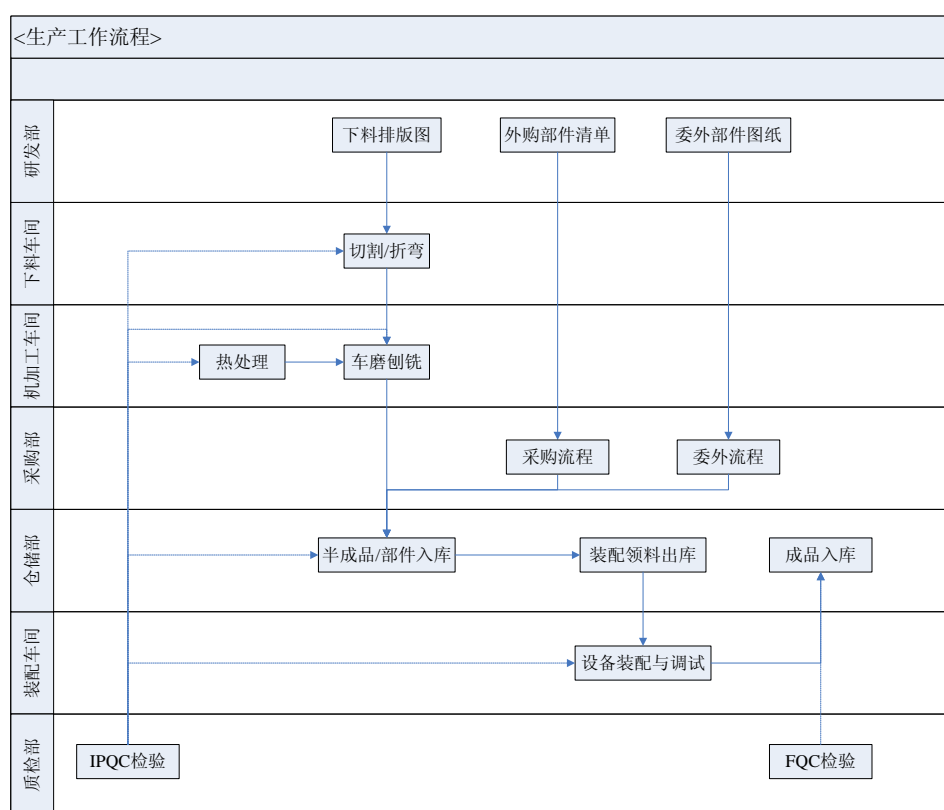 <生产工作流程>
研发部
下料排版图
外购部件清单
委外部件图纸
下料车间
切割/折弯
机加工车间
热处理
车磨刨铣
采购部
采购流程
委外流程
仓储部
半成品/部件入库
装配领料出库
成品入库
装配车间
设备装配与调试
质检部
IPQC检验
FQC检验